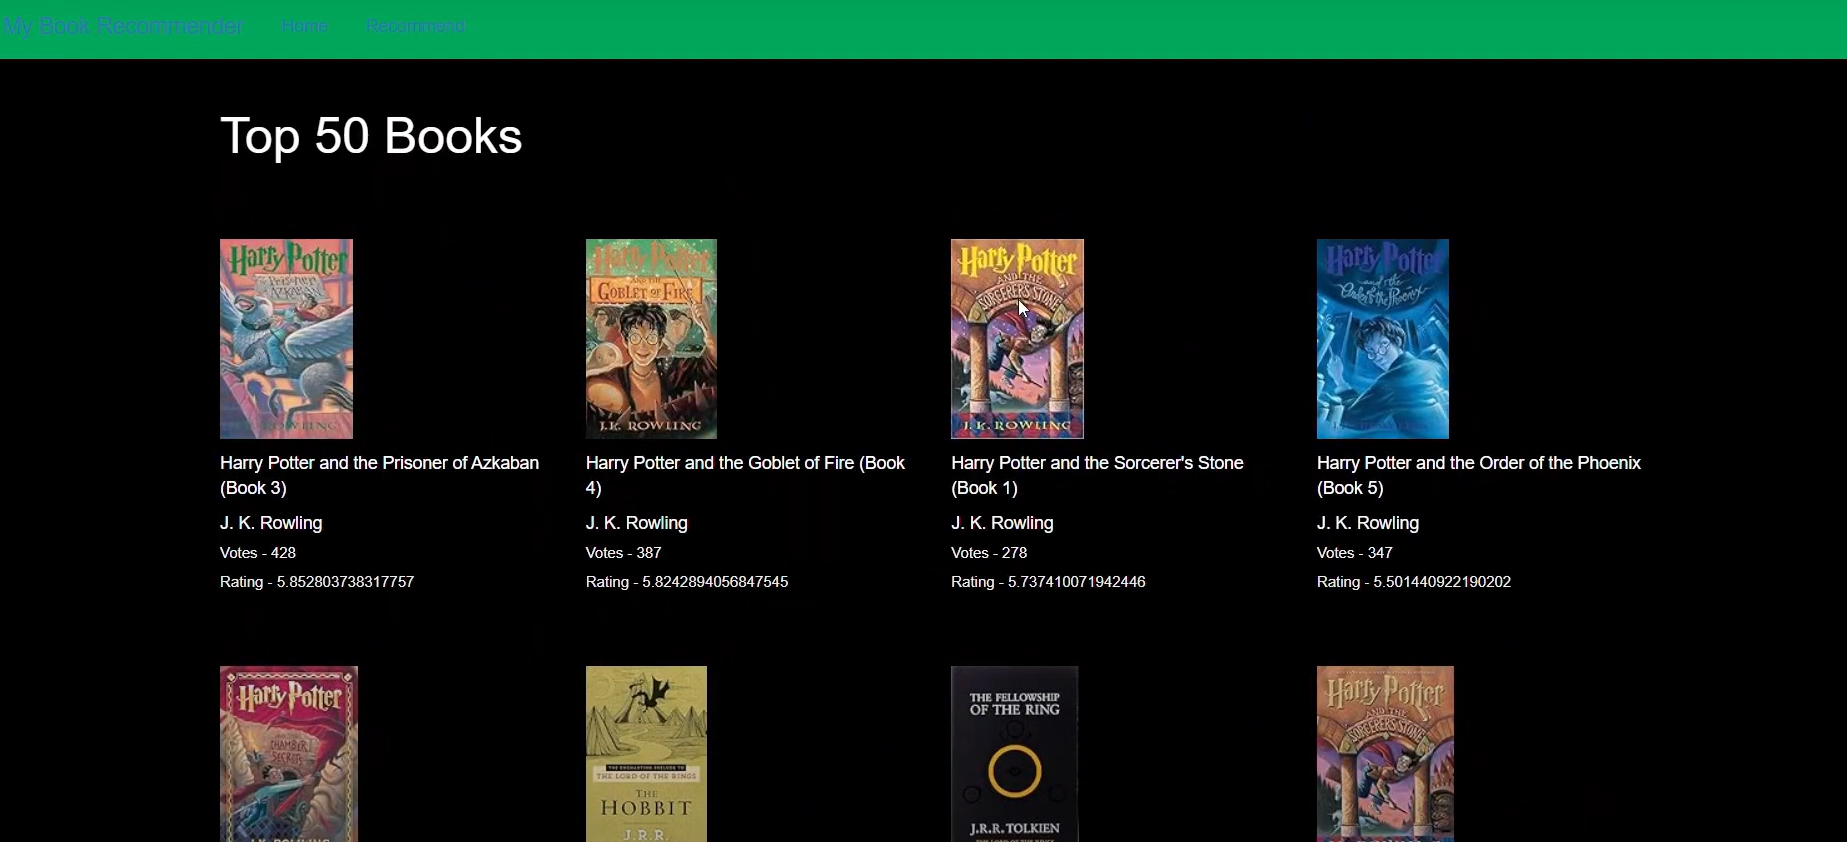 My Book Recommender Home Recommend
Top 50 Books
Harry Potter
Prisoner of
AZKABAN
Harry Potter
AND THE
GOBLET OF FIRE
J.K. ROWLING
Harry Potter
AND THE
SORCERER'S STONE
J. K. ROWLING
Harry Potter
and the
Order of the Phoenix
Harry Potter and the Prisoner of Azkaban
(Book 3)
J. K. Rowling
Votes - 428
Rating - 5.852803738317757
Harry Potter and the Goblet of Fire (Book
4)
J. K. Rowling
Votes - 387
Rating - 5.8242894056847545
Harry Potter and the Sorcerer's Stone
(Book 1)
J. K. Rowling
Votes - 278
Rating - 5.737410071942446
Harry Potter and the Order of the Phoenix
(Book 5)
J. K. Rowling
Votes - 347
Rating - 5.501440922190202
Harry Potter
CHAMBER
SECRETS
THE ENCHANTING PRELUDE TO
THE LORD OF THE RINGS
THE
HOBBIT
J.R.R.
THE FELLOWSHIP
OF THE RING
J.R.R. TOLKIEN
Harry Potter
AND THE
SORCERER'S STONE